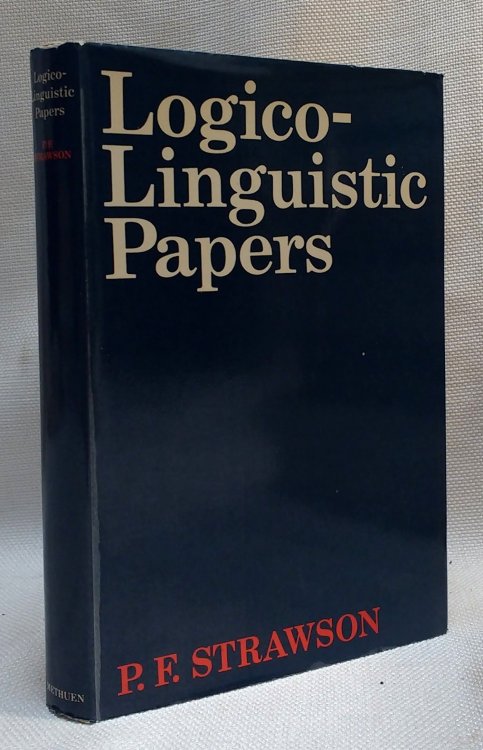 Logico-
Linguistic
Papers
P.F.
STRAWSON
METHUEN
Logico-
Linguistic
Papers
P. F. STRAWSON